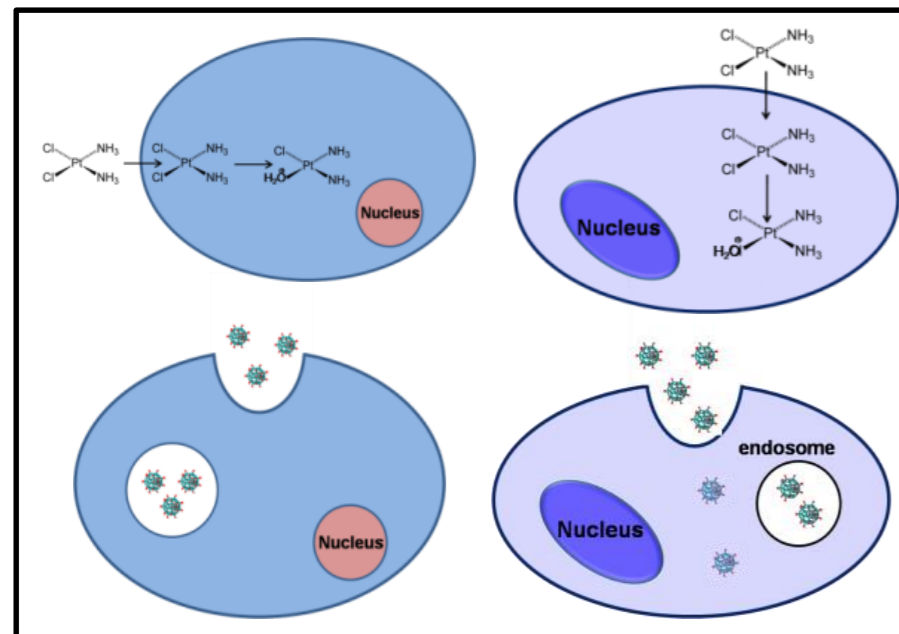 Cl NH₃
Pt
Cl NH₃
Cl NH₃
Pt
Cl NH₃
Cl NH₃
Pt
H₂O⊕ NH₃
Nucleus
Cl NH₃
Pt
Cl NH₃
Cl NH₃
Pt
Cl NH₃
Cl NH₃
Pt
H₂O⊕ NH₃
Nucleus
Nucleus
endosome
Nucleus